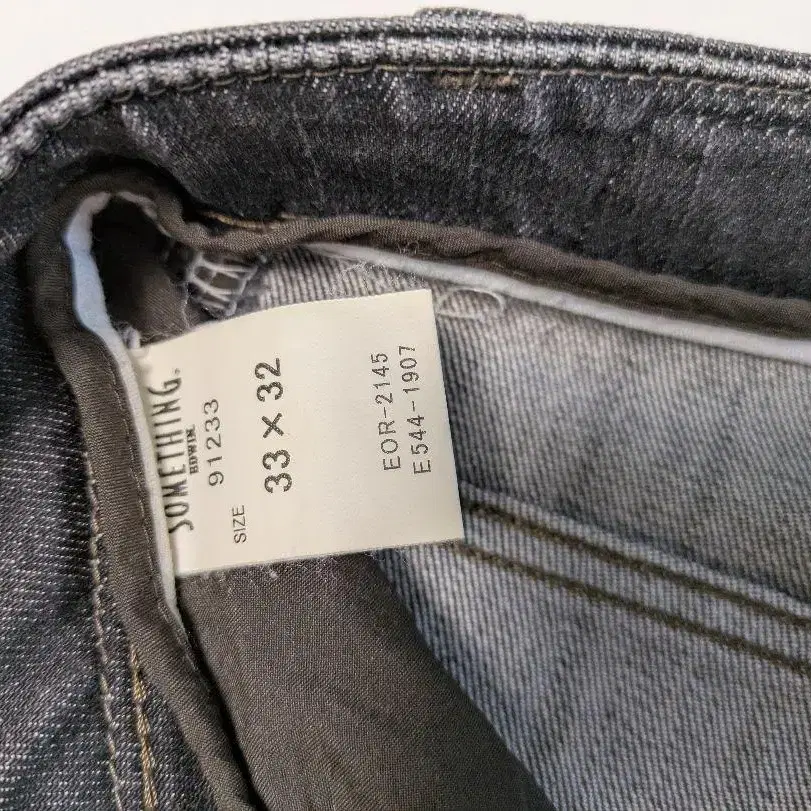 SOMETHING.
EDWIN.
91233
SIZE
33 × 32
EOR-2145
E544-1907